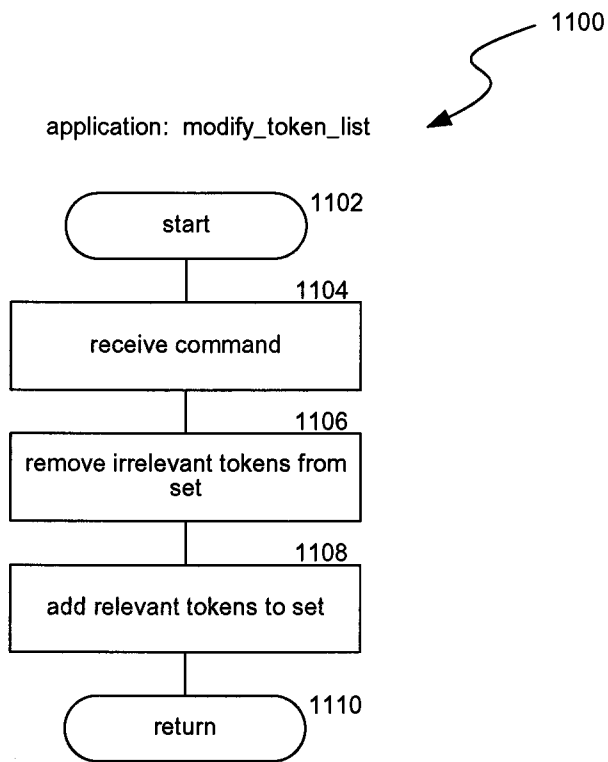 1100
application: modify_token_list
1102
start
1104
receive command
1106
remove irrelevant tokens from
set
1108
add relevant tokens to set
1110
return